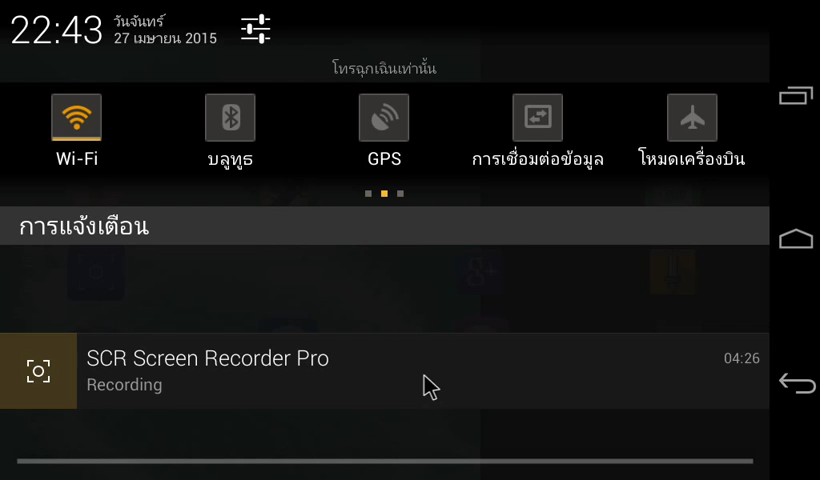 22:43
วันจันทร์
27 เมษายน 2015
โทรฉุกเฉินเท่านั้น
Wi-Fi
บลูทูธ
GPS
การเชื่อมต่อข้อมูล
โหมดเครื่องบิน
การแจ้งเตือน
SCR Screen Recorder Pro
04:26
Recording